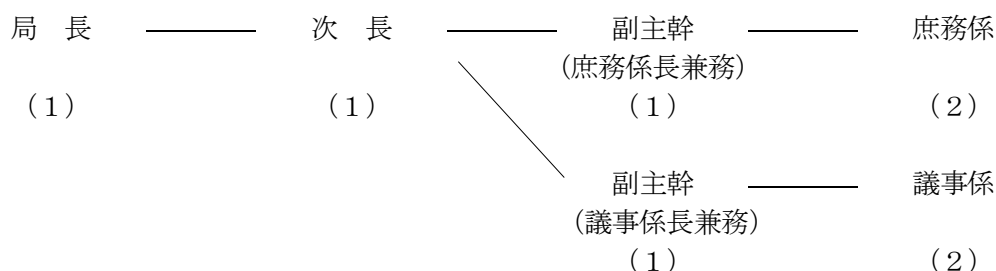 局　長　次　長　副主幹　庶務係
（庶務係長兼務）
（１）　（１）　（１）　（２）
副主幹　議事係
（議事係長兼務）
（１）　（２）